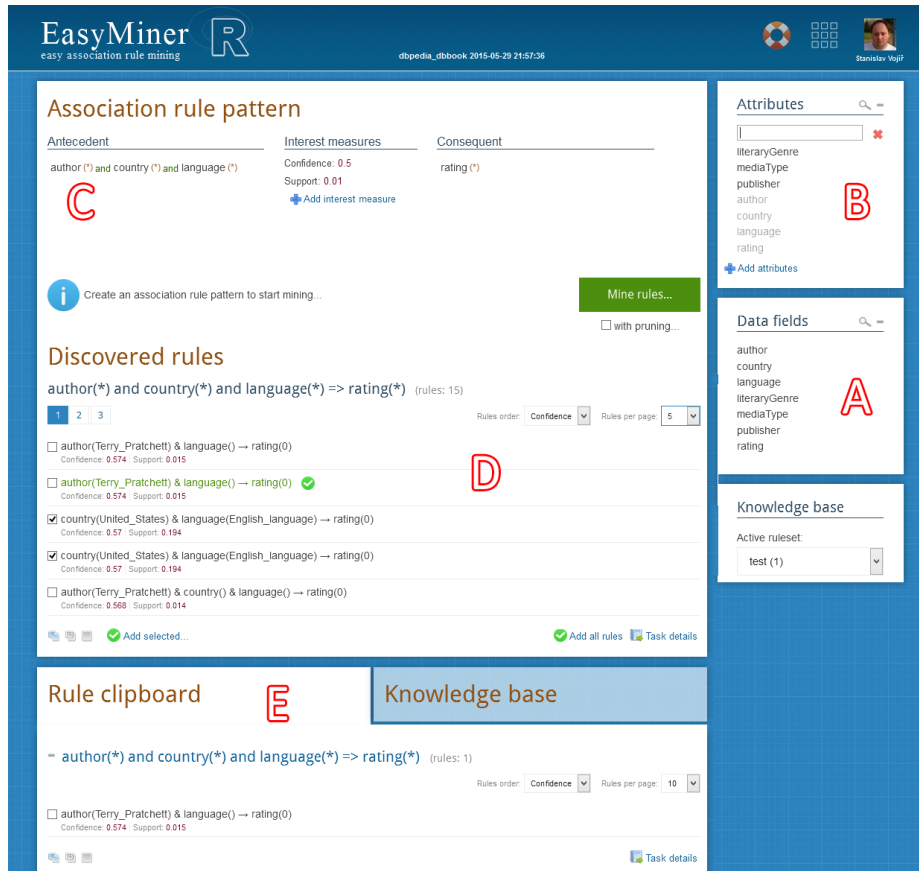 EasyMiner R
easy association rule mining
dbpedia_dbbook 2015-05-29 21:57:36
Stanislav Vojíř
Association rule pattern
Antecedent
author (*) and country (*) and language (*)
C
Interest measures
Confidence: 0.5
Support: 0.01
Add interest measure
Consequent
rating (*)
i
Create an association rule pattern to start mining...
Mine rules...
with pruning...
Discovered rules
author(*) and country(*) and language(*) => rating(*) (rules: 15)
1 2 3
Rules order: Confidence Rules per page: 5
author(Terry_Pratchett) & language() → rating(0)
Confidence: 0.574 | Support: 0.015
D
author(Terry_Pratchett) & language() → rating(0)
Confidence: 0.574 | Support: 0.015
country(United_States) & language(English_language) → rating(0)
Confidence: 0.57 | Support: 0.194
country(United_States) & language(English_language) → rating(0)
Confidence: 0.57 | Support: 0.194
author(Terry_Pratchett) & country() & language() → rating(0)
Confidence: 0.568 | Support: 0.014
Add selected...
Add all rules Task details
Rule clipboard
E
Knowledge base
author(*) and country(*) and language(*) => rating(*) (rules: 1)
Rules order: Confidence Rules per page: 10
author(Terry_Pratchett) & language() → rating(0)
Confidence: 0.574 | Support: 0.015
Task details
Attributes
literaryGenre
mediaType
publisher
author
country
language
rating
B
Add attributes
Data fields
author
country
language
literaryGenre
mediaType
publisher
rating
A
Knowledge base
Active ruleset:
test (1)